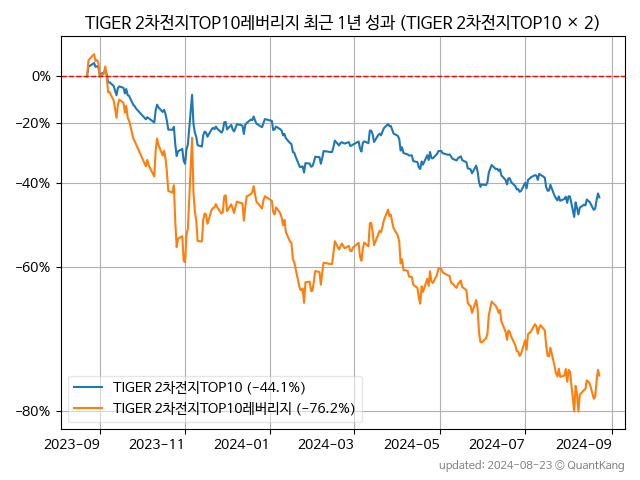 TIGER 2차전지TOP10레버리지 최근 1년 성과 (TIGER 2차전지TOP10 × 2)
0%
−20%
−40%
−60%
−80%
TIGER 2차전지TOP10 (−44.1%)
TIGER 2차전지TOP10레버리지 (−76.2%)
2023-09 2023-11 2024-01 2024-03 2024-05 2024-07 2024-09
updated: 2024-08-23 © QuantKang